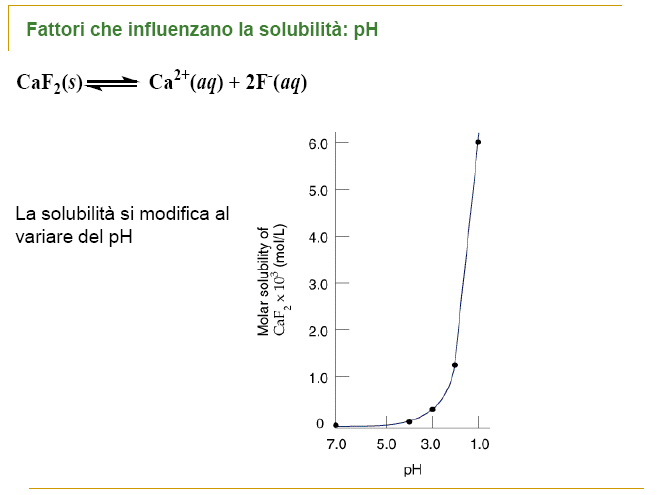 Fattori che influenzano la solubilità: pH
CaF₂(s) ⇌ Ca²⁺(aq) + 2F⁻(aq)
La solubilità si modifica al
variare del pH
Molar solubility of
CaF₂ x 10³ (mol/L)
6.0
5.0
4.0
3.0
2.0
1.0
0
7.0 5.0 3.0 1.0
pH